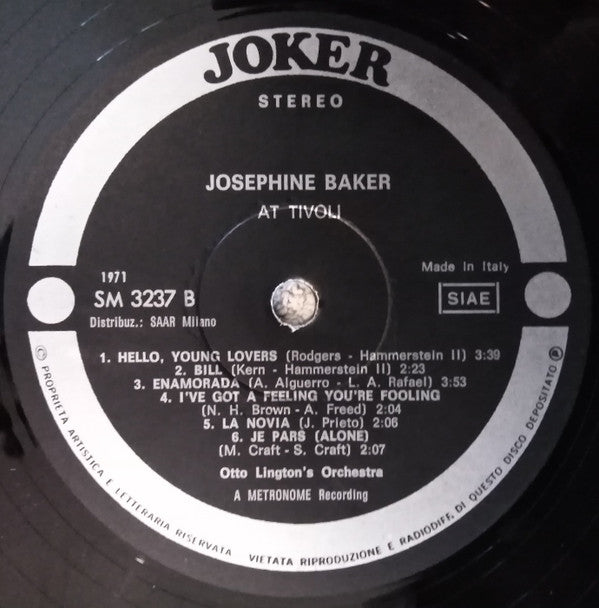 JOKER
STEREO
JOSEPHINE BAKER
AT TIVOLI
1971
SM 3237 B
Distribuz.: SAAR Milano
Made in Italy
SIAE
1. HELLO, YOUNG LOVERS (Rodgers - Hammerstein II) 3:39
2. BILL (Kern - Hammerstein II) 2:23
3. ENAMORADA (A. Alguerro - L. A. Rafael) 3:53
4. I'VE GOT A FEELING YOU'RE FOOLING
(N. H. Brown - A. Freed) 2:04
5. LA NOVIA (J. Prieto) 2:06
6. JE PARS (ALONE)
(M. Craft - S. Craft) 2:07
Otto Lington's Orchestra
A METRONOME Recording
© PROPRIETA ARTISTICA E LETTERARIA RISERVATA VIETATA RIPRODUZIONE E RADIODIFF. DI QUESTO DISCO DEPOSITATO ℗